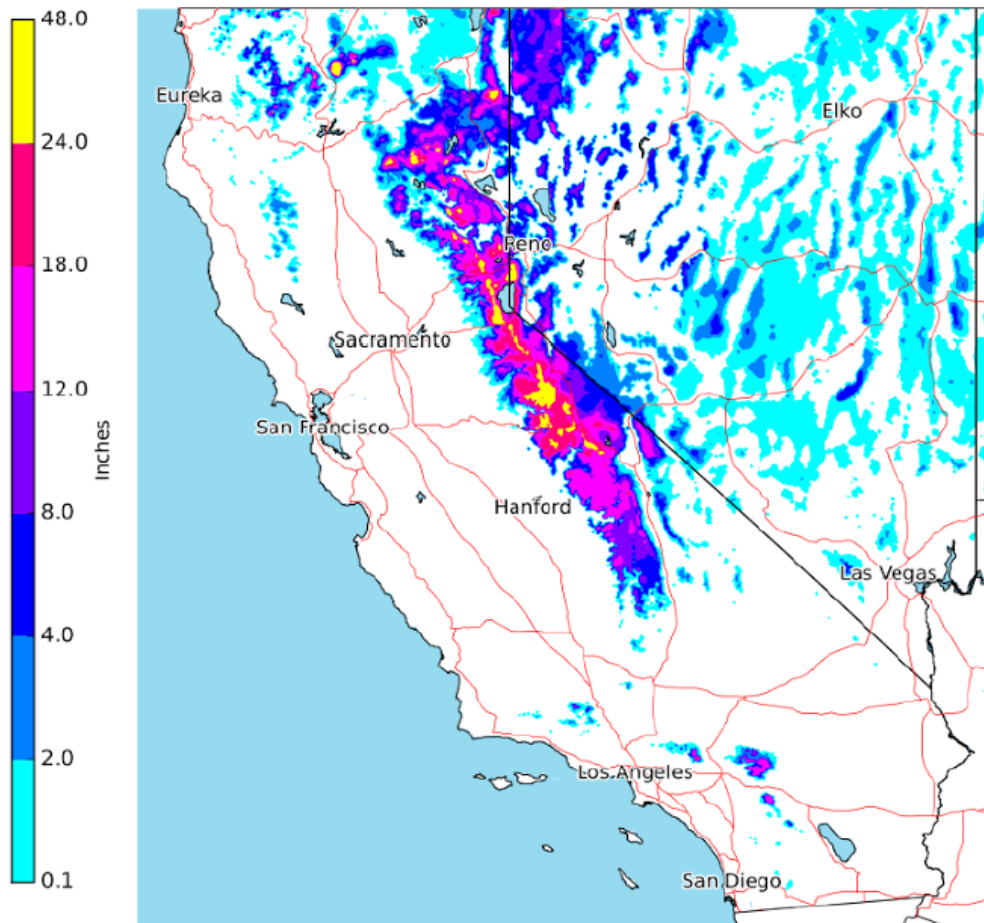 48.0
24.0
18.0
12.0
8.0
4.0
2.0
0.1
Inches
Eureka
Elko
Reno
Sacramento
San Francisco
Hanford
Las Vegas
Los Angeles
San Diego